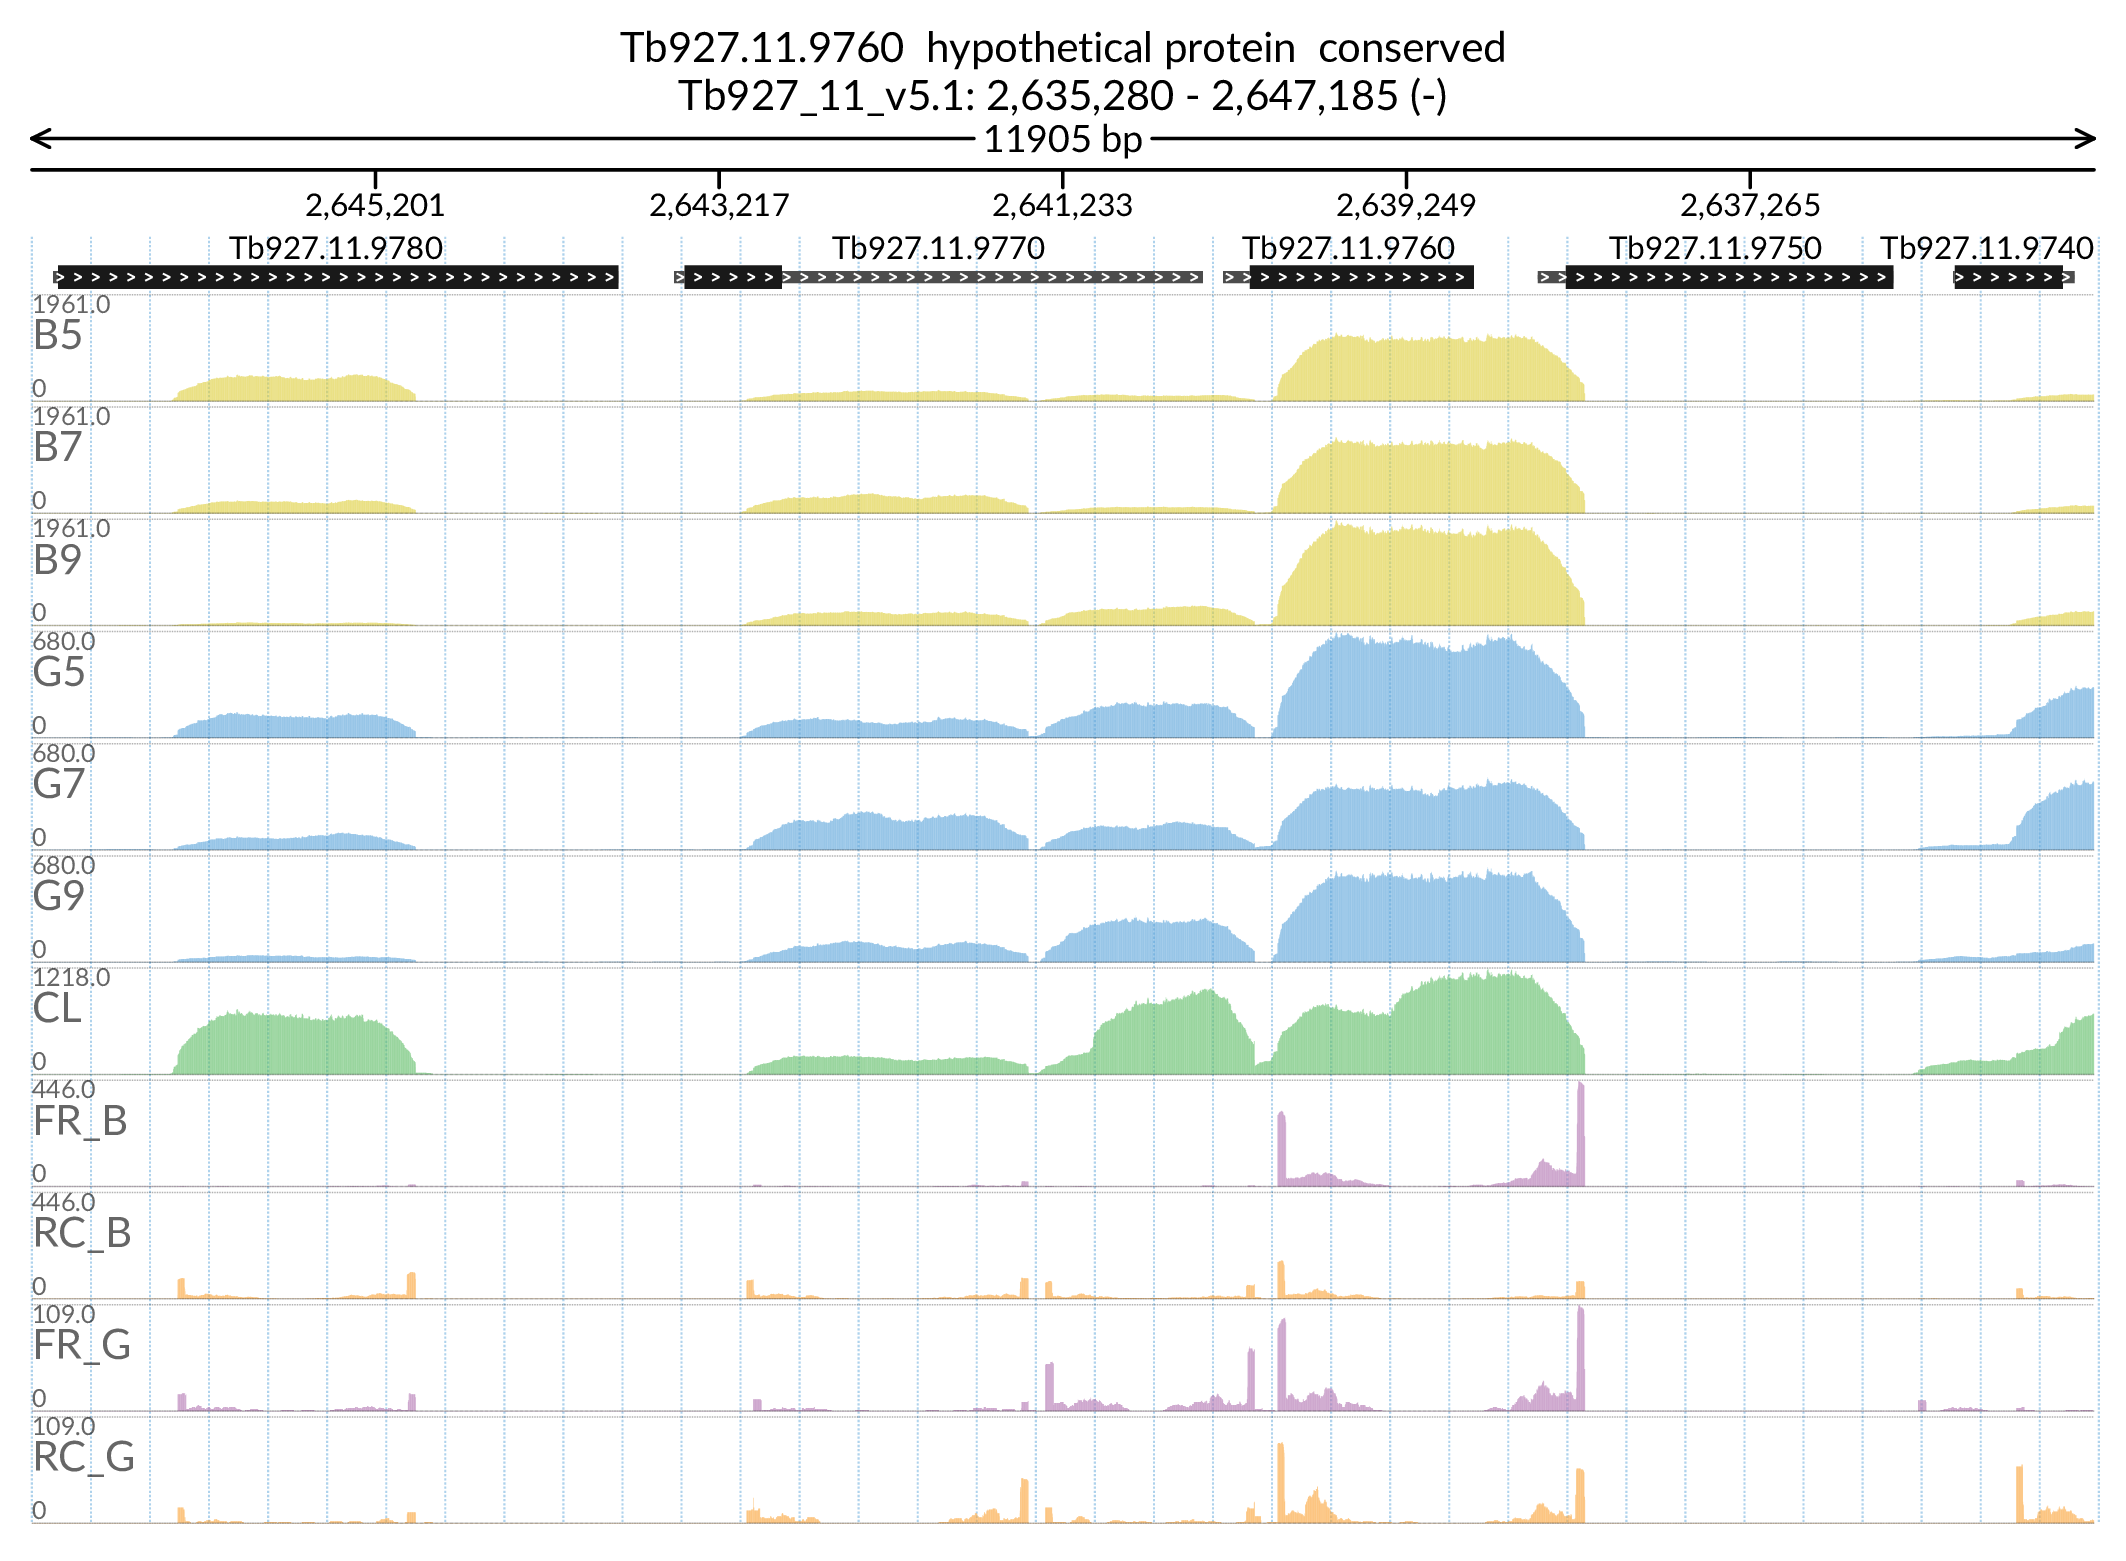 Tb927.11.9760 hypothetical protein conserved
Tb927_11_v5.1: 2,635,280 - 2,647,185 (-)
11905 bp
2,645,201 2,643,217 2,641,233 2,639,249 2,637,265
Tb927.11.9780 Tb927.11.9770 Tb927.11.9760 Tb927.11.9750 Tb927.11.9740
1961.0
B5
0
1961.0
B7
0
1961.0
B9
0
680.0
G5
0
680.0
G7
0
680.0
G9
0
1218.0
CL
0
446.0
FR_B
0
446.0
RC_B
0
109.0
FR_G
0
109.0
RC_G
0